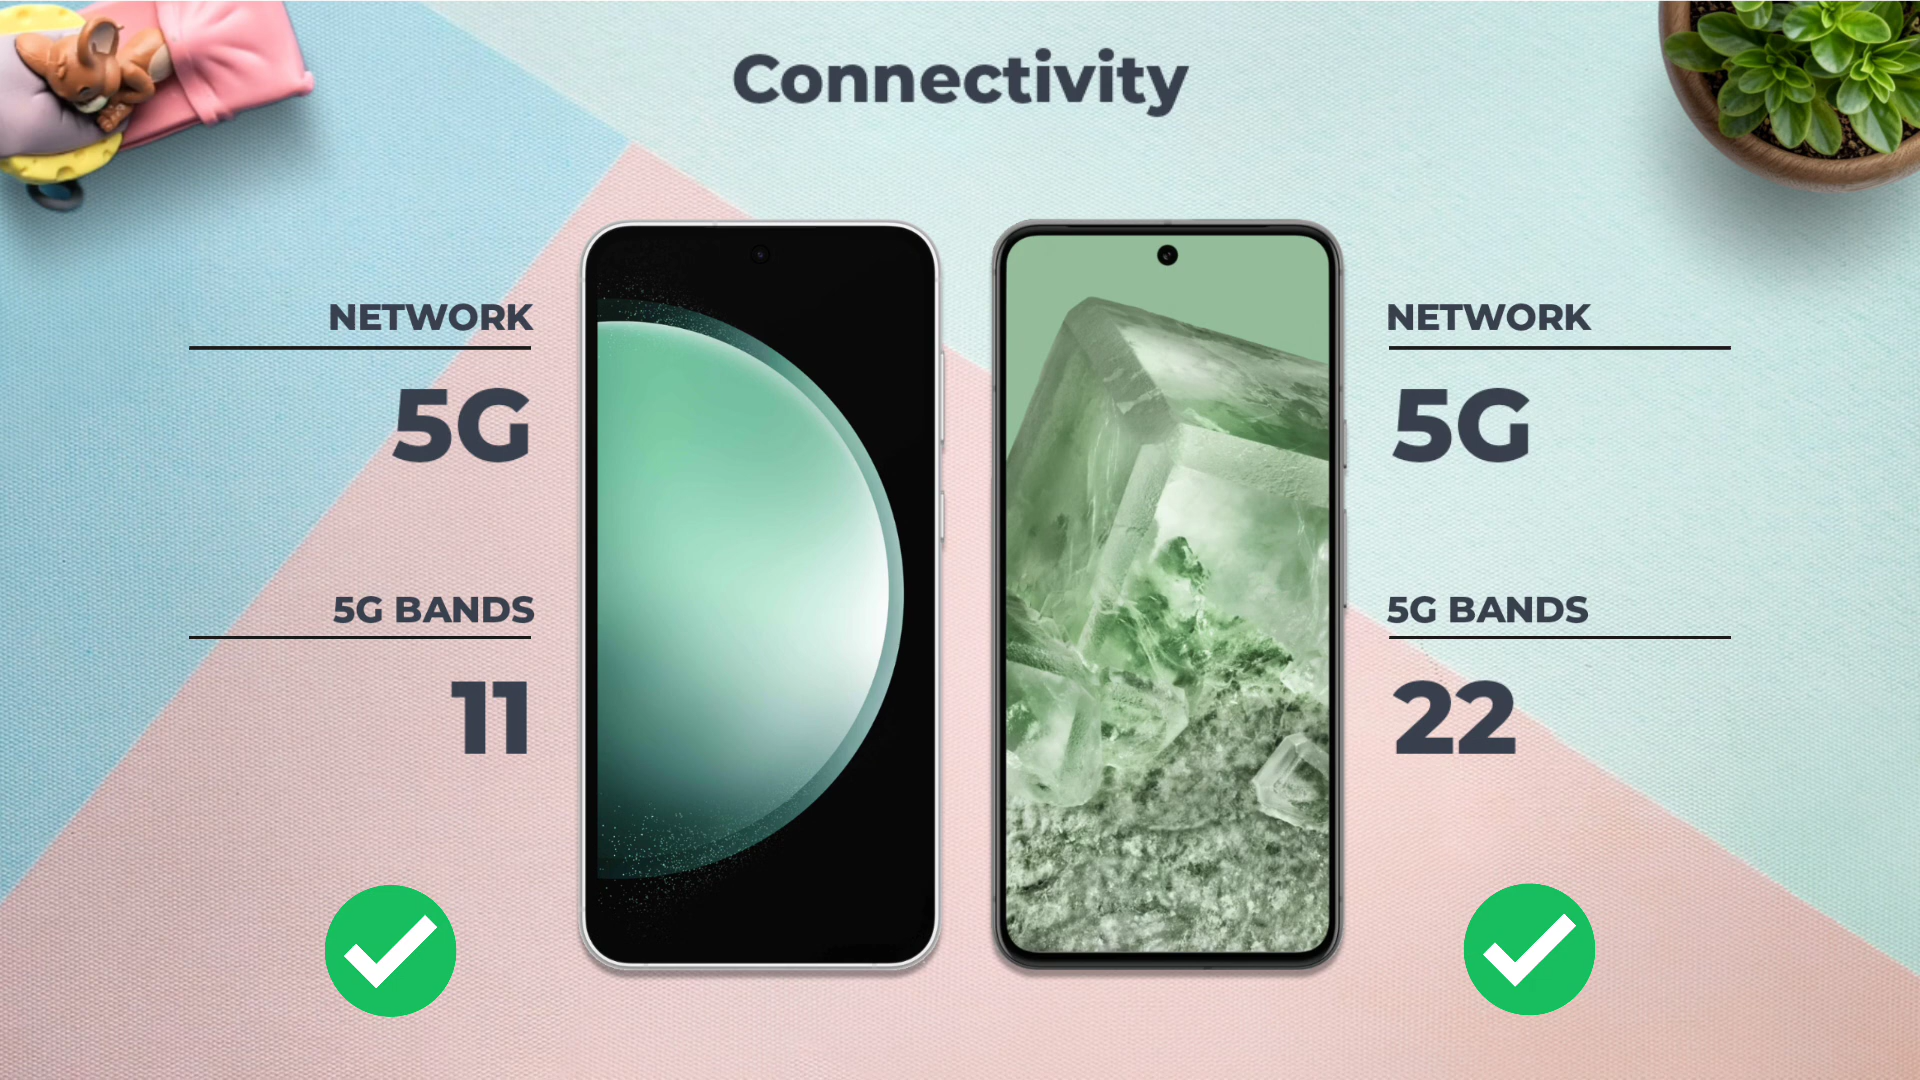 Connectivity
NETWORK
5G
5G BANDS
11
NETWORK
5G
5G BANDS
22